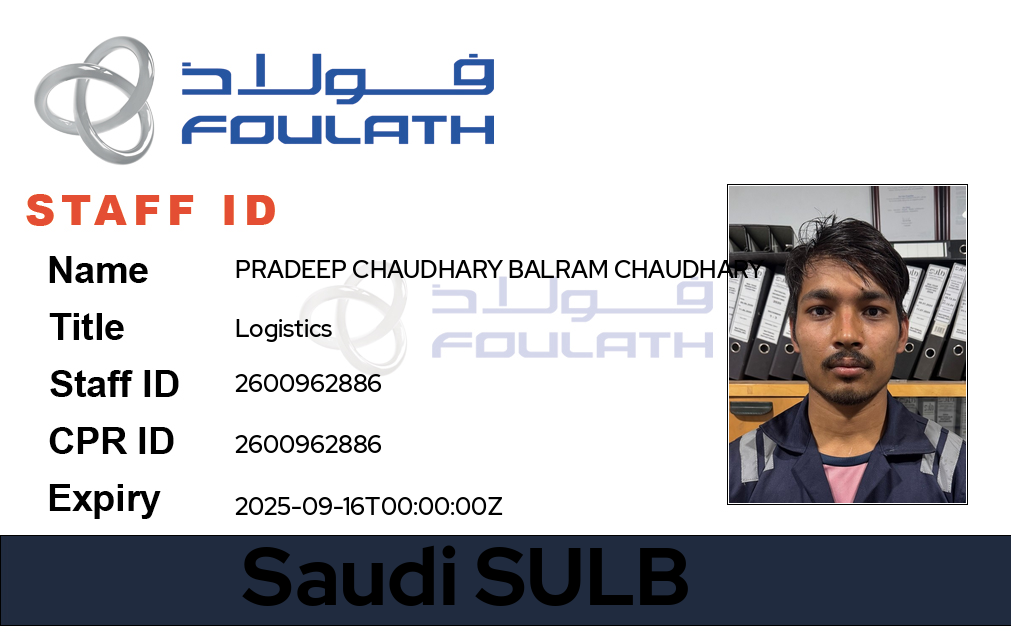 فولاذ
FOULATH
STAFF ID
Name PRADEEP CHAUDHARY BALRAM CHAUDHARY
فولاذ
FOULATH
Title Logistics
Staff ID 2600962886
CPR ID 2600962886
Expiry 2025-09-16T00:00:00Z
Saudi SULB